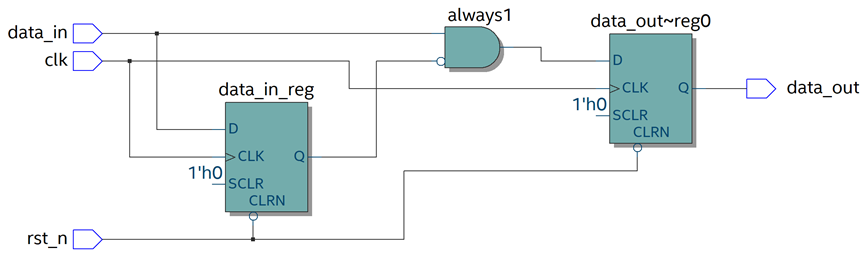 always1
data_out~reg0
data_in
clk
D
CLK
Q
data_out
1'h0
SCLR
CLRN
data_in_reg
D
CLK
Q
1'h0
SCLR
CLRN
rst_n